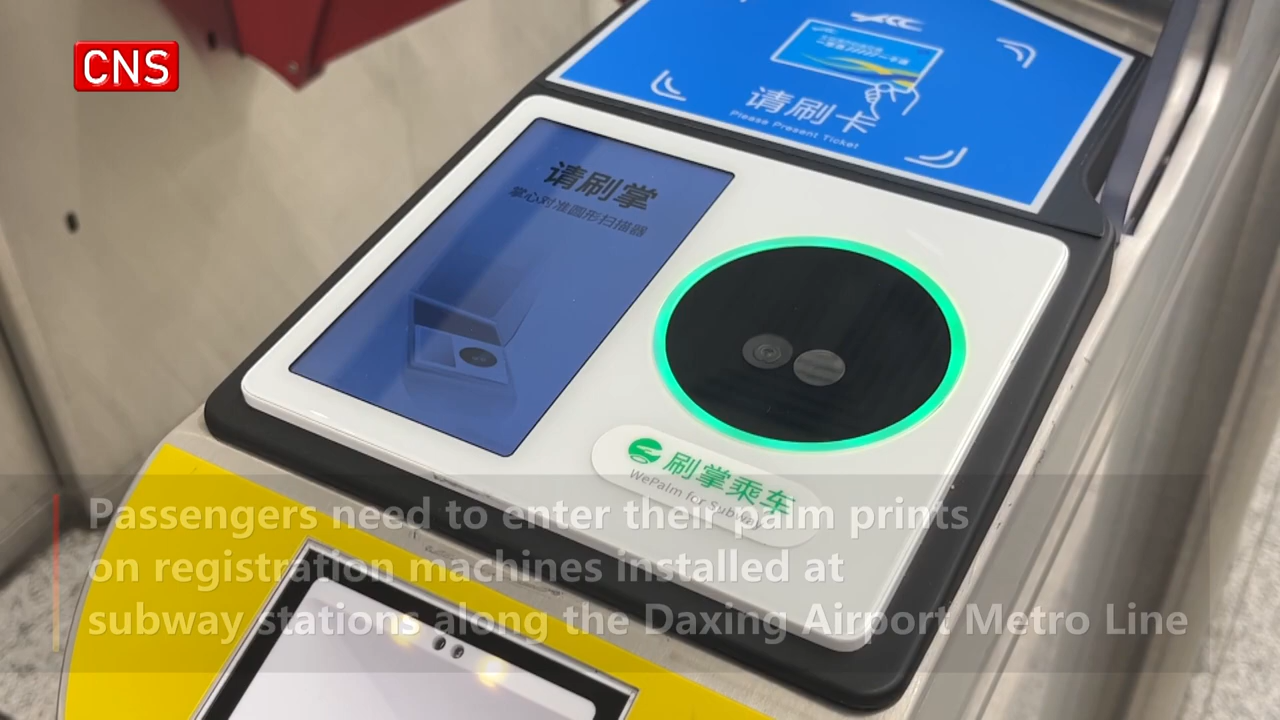 CNS
请刷卡
Please Present Ticket
请刷掌
掌心对准圆形扫描器
刷掌乘车
WePalm for Subway
Passengers need to enter their palm prints
on registration machines installed at
subway stations along the Daxing Airport Metro Line